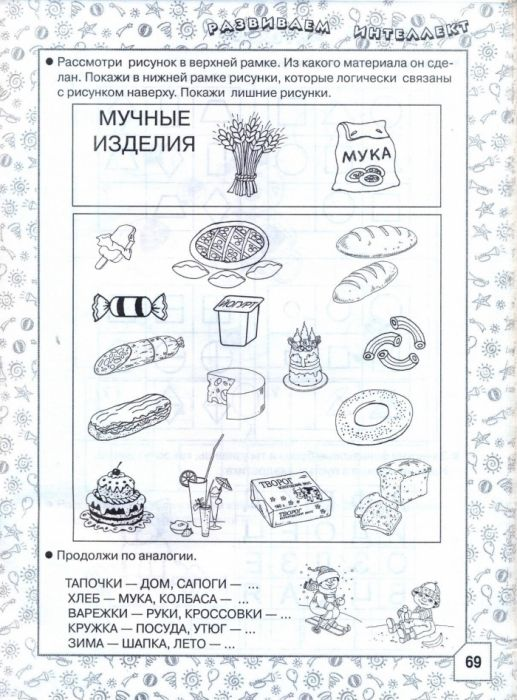 РАЗВИВАЕМ ИНТЕЛЛЕКТ
● Рассмотри рисунок в верхней рамке. Из какого материала он сде-
лан. Покажи в нижней рамке рисунки, которые логически связаны
с рисунком наверху. Покажи лишние рисунки.
МУЧНЫЕ
ИЗДЕЛИЯ
МУКА
ЙОГУРТ
ТВОРОГ
ТВОРОГ
● Продолжи по аналогии.
ТАПОЧКИ — ДОМ, САПОГИ — ...
ХЛЕБ — МУКА, КОЛБАСА — ...
ВАРЕЖКИ — РУКИ, КРОССОВКИ — ...
КРУЖКА — ПОСУДА, УТЮГ — ...
ЗИМА — ШАПКА, ЛЕТО — ...
69